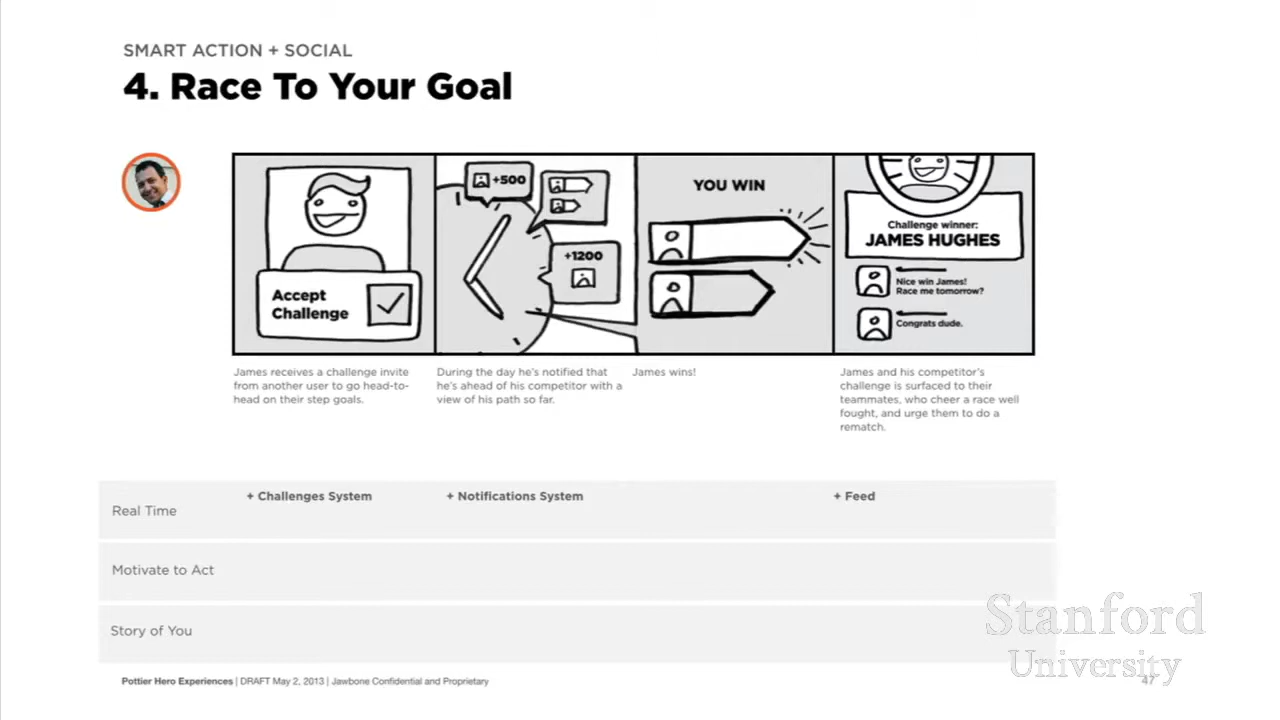 SMART ACTION + SOCIAL
4. Race To Your Goal
Accept
Challenge
+500
+1200
YOU WIN
Challenge winner:
JAMES HUGHES
Nice win James!
Race me tomorrow?
Congrats dude.
James receives a challenge invite
from another user to go head-to-
head on their step goals.
During the day he's notified that
he's ahead of his competitor with a
view of his path so far.
James wins!
James and his competitor's
challenge is surfaced to their
teammates, who cheer a race well
fought, and urge them to do a
rematch.
+ Challenges System
+ Notifications System
+ Feed
Real Time
Motivate to Act
Story of You
Stanford
University
Pottier Hero Experiences | DRAFT May 2, 2013 | Jawbone Confidential and Proprietary
47